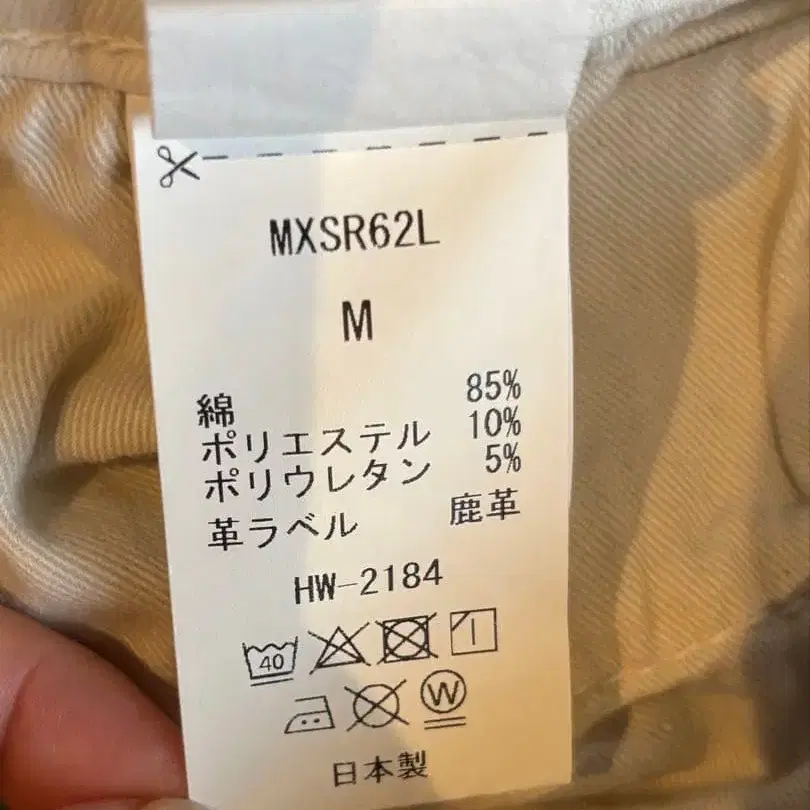 MXSR62L
M
綿 85%
ポリエステル 10%
ポリウレタン 5%
革ラベル 鹿革
HW-2184
40
W
日本製